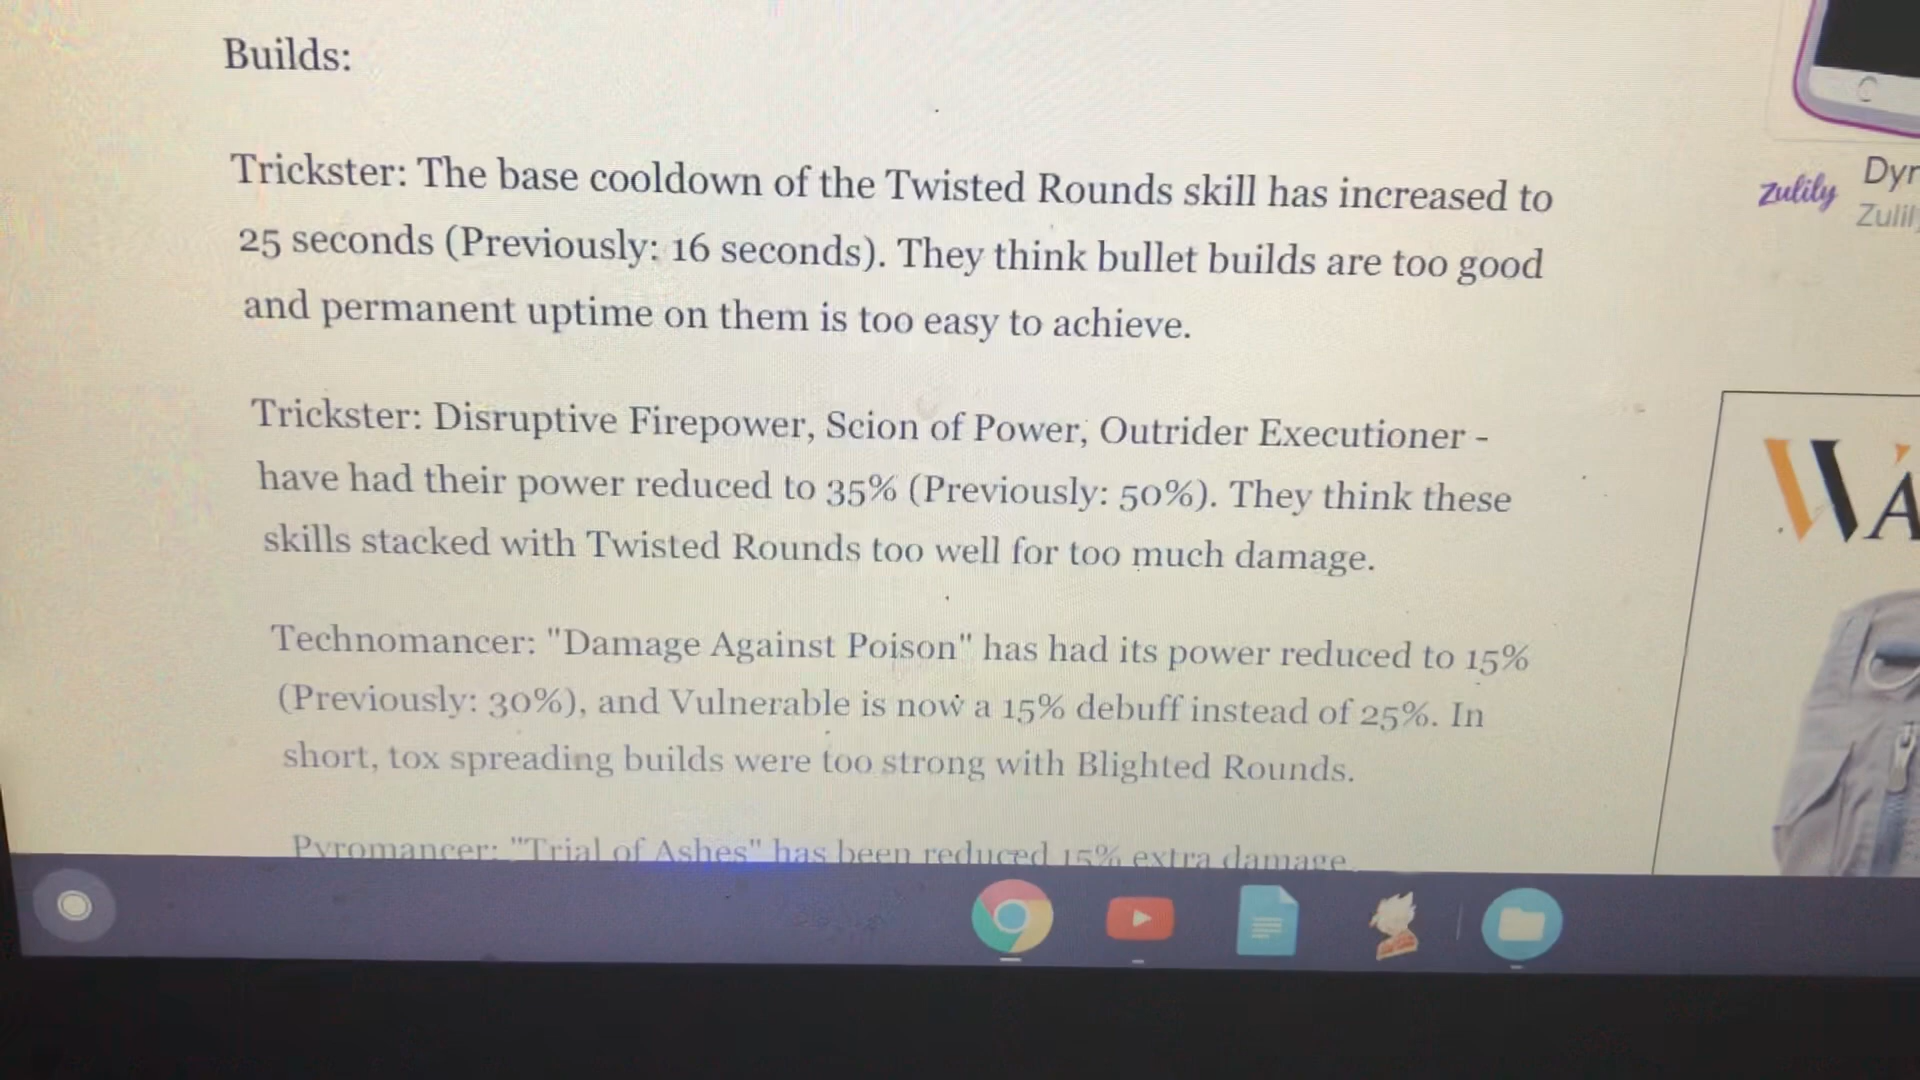 Builds:
Trickster: The base cooldown of the Twisted Rounds skill has increased to
25 seconds (Previously: 16 seconds). They think bullet builds are too good
and permanent uptime on them is too easy to achieve.
Trickster: Disruptive Firepower, Scion of Power, Outrider Executioner -
have had their power reduced to 35% (Previously: 50%). They think these
skills stacked with Twisted Rounds too well for too much damage.
Technomancer: "Damage Against Poison" has had its power reduced to 15%
(Previously: 30%), and Vulnerable is now a 15% debuff instead of 25%. In
short, tox spreading builds were too strong with Blighted Rounds.
Pyromancer: "Trial of Ashes" has been reduced 15% extra damage
zulily
Dyr
Zulily
WA